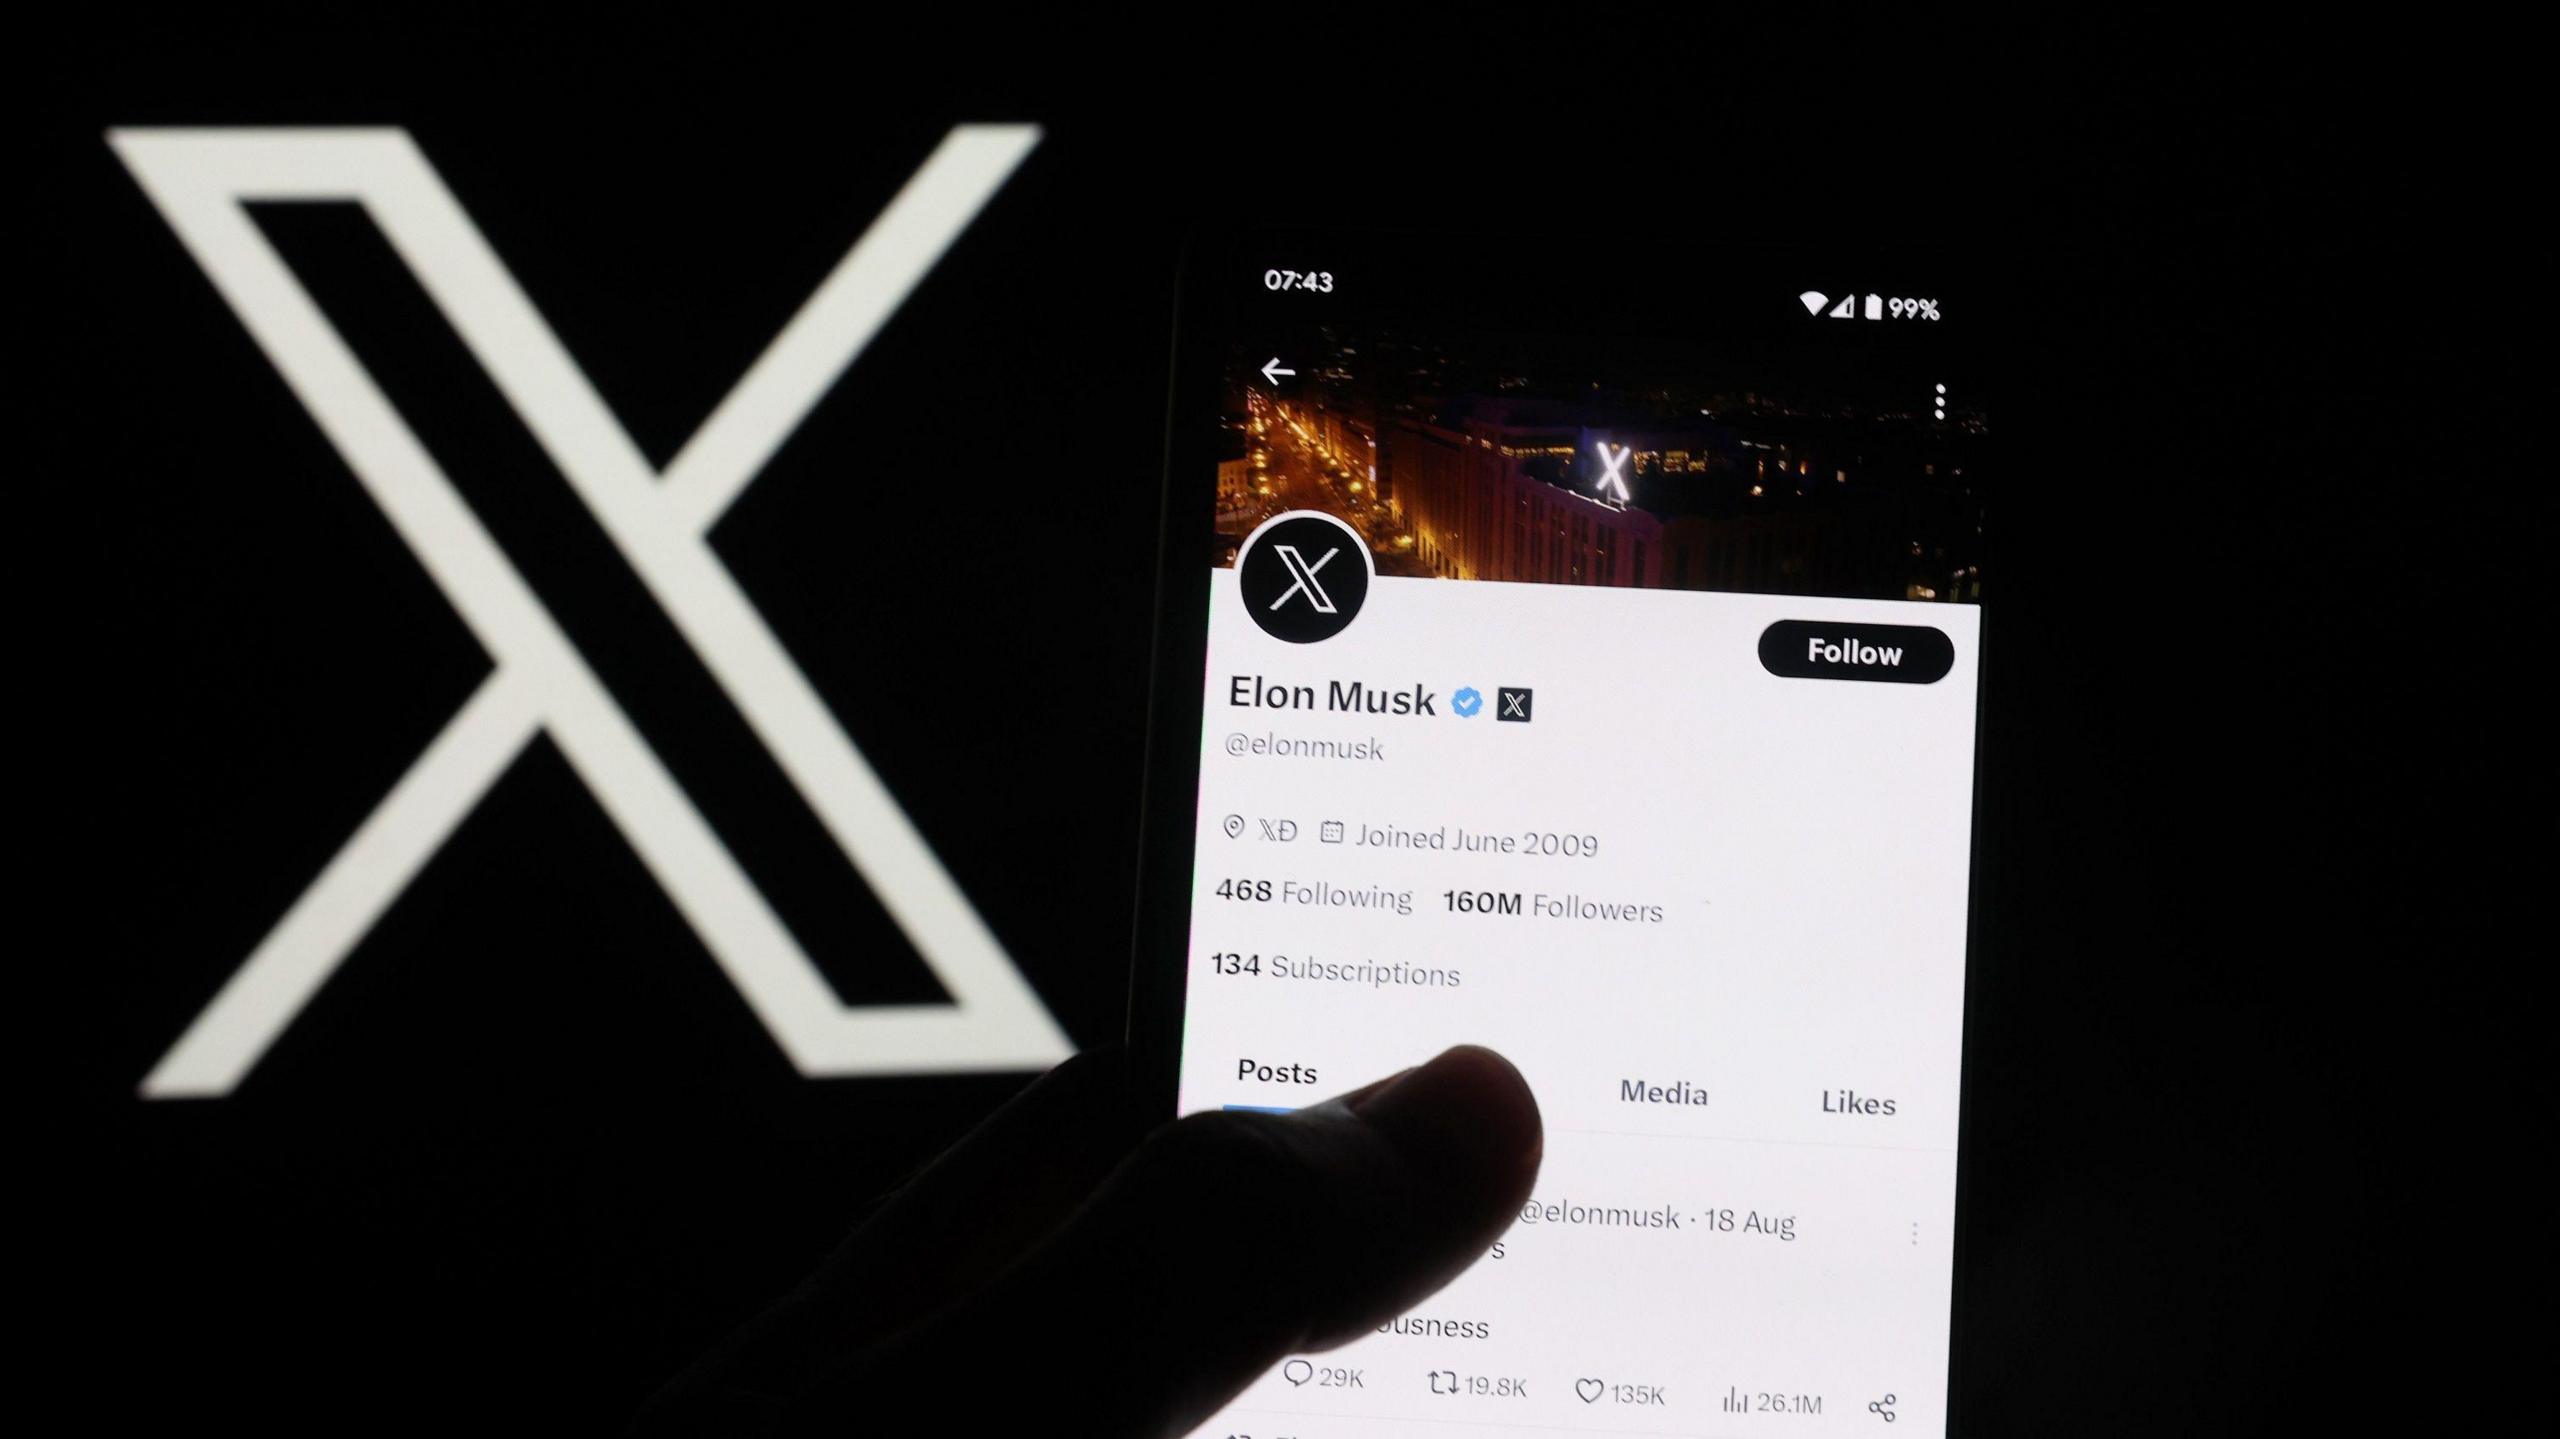 X
07:43
99%
X
X
Follow
Elon Musk X
@elonmusk
XÐ Joined June 2009
468 Following 160M Followers
134 Subscriptions
Posts Media Likes
@elonmusk · 18 Aug
29K 19.8K 135K 26.1M